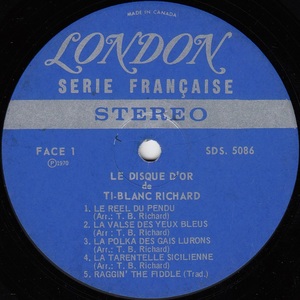 MADE IN CANADA
LONDON
SERIE FRANÇAISE
STEREO
FACE 1
SDS. 5086
Ⓟ1970
LE DISQUE D'OR
de
TI-BLANC RICHARD
1. LE REEL DU PENDU
(Arr.: T. B. Richard)
2. LA VALSE DES YEUX BLEUS
(Arr.: T. B. Richard)
3. LA POLKA DES GAIS LURONS
(Arr.: T. B. Richard)
4. LA TARENTELLE SICILIENNE
(Arr.: T. B. Richard)
5. RAGGIN' THE FIDDLE (Trad.)